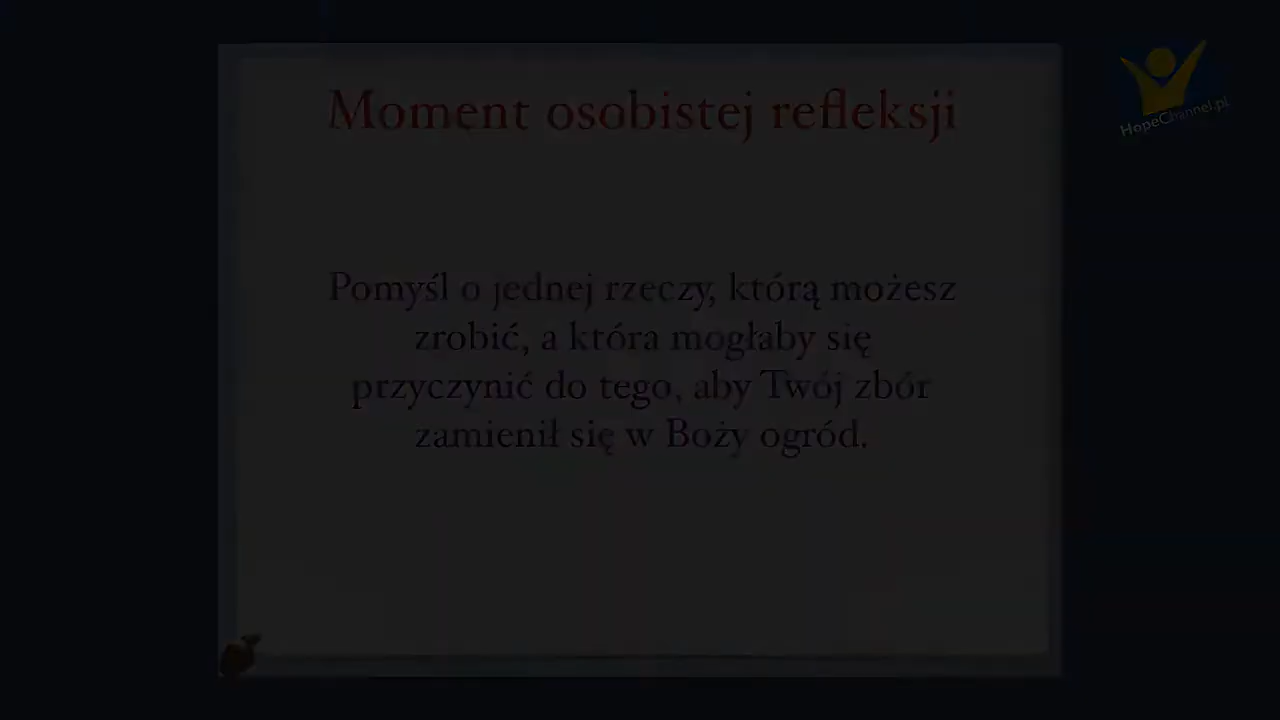 Moment osobistej refleksji
HopeChannel.pl
Pomyśl o jednej rzeczy, którą możesz
zrobić, a która mogłaby się
przyczynić do tego, aby Twój zbór
zamienił się w Boży ogród.